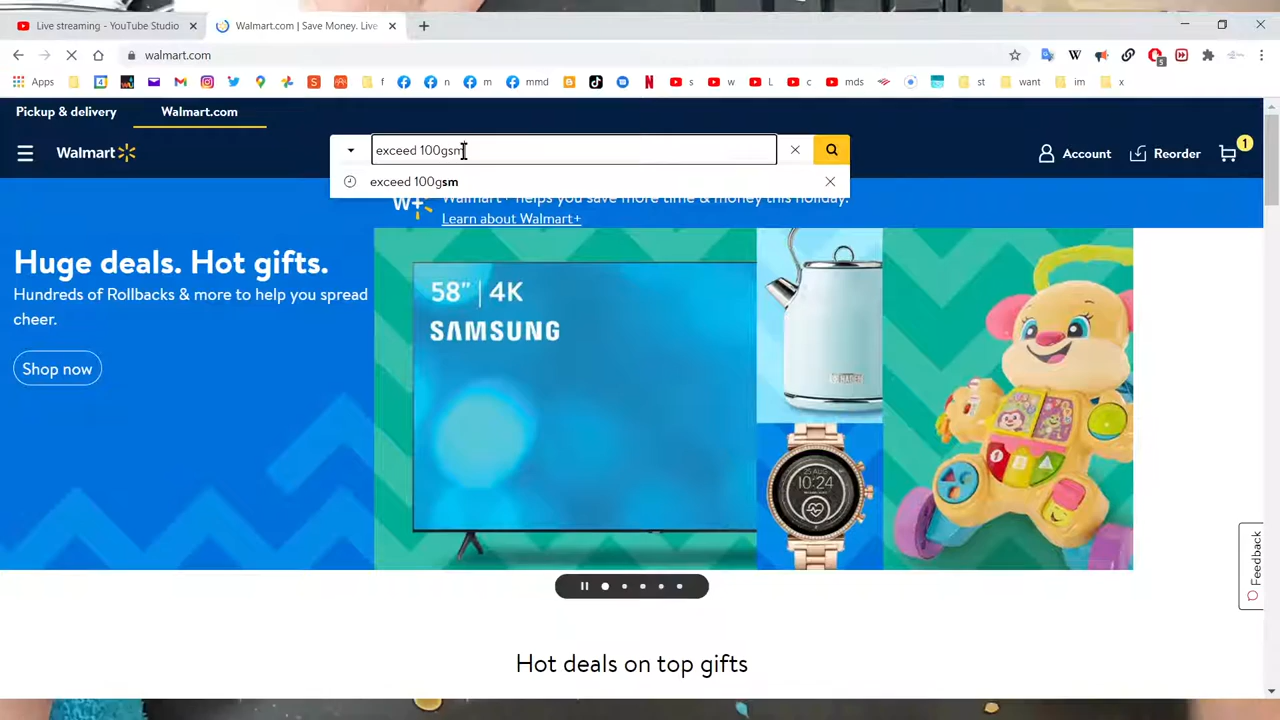 Live streaming - YouTube Studio
Walmart.com | Save Money. Live
walmart.com
Apps
f
n
m
mmd
s
w
L
c
mds
st
want
im
x
5
Pickup & delivery
Walmart.com
Walmart
exceed 100gsm
Account
Reorder
1
exceed 100gsm
W+
Walmart+ helps you save more time & money this holiday.
Learn about Walmart+
Huge deals. Hot gifts.
Hundreds of Rollbacks & more to help you spread
cheer.
Shop now
58" | 4K
SAMSUNG
25 AUG
10:24
Feedback
Hot deals on top gifts